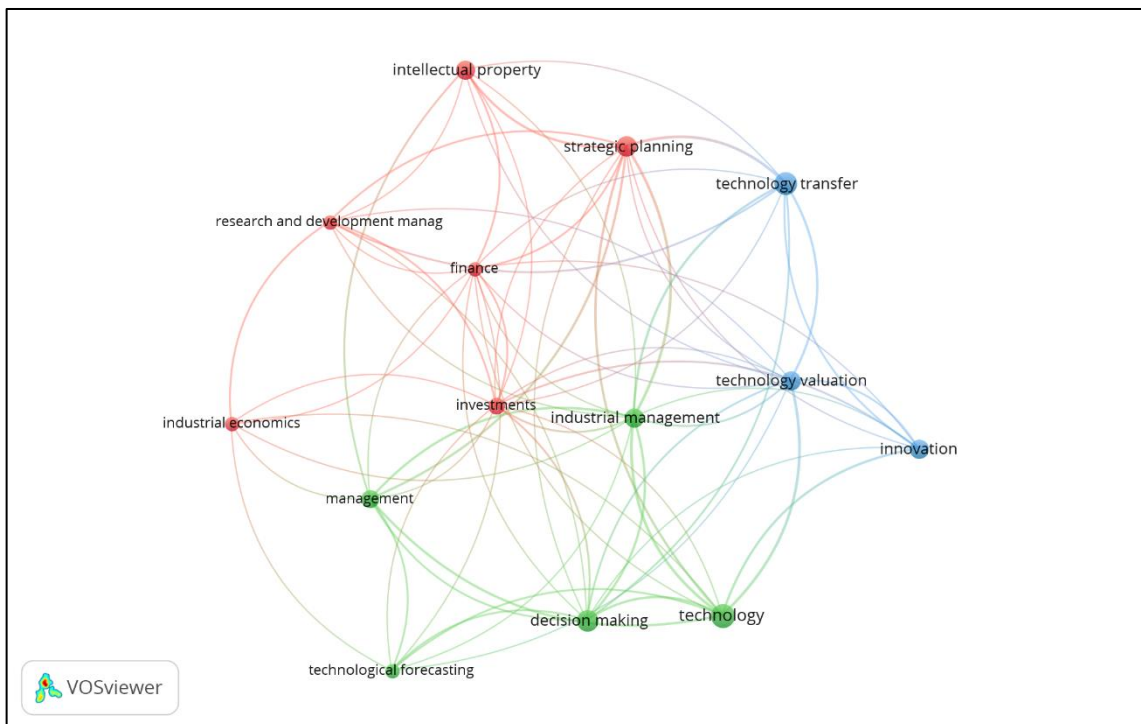 intellectual property
strategic planning
technology transfer
research and development manag
finance
technology valuation
investments
industrial management
industrial economics
innovation
management
decision making
technology
technological forecasting
VOSviewer